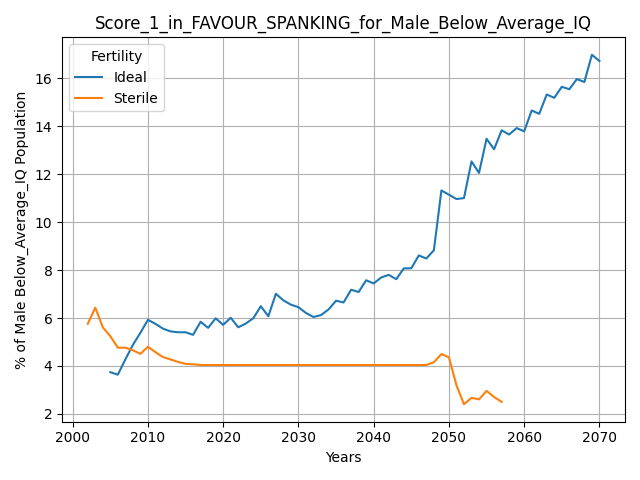 Score_1_in_FAVOUR_SPANKING_for_Male_Below_Average_IQ
Fertility
Ideal
Sterile
% of Male Below_Average_IQ Population
16
14
12
10
8
6
4
2
2000 2010 2020 2030 2040 2050 2060 2070
Years